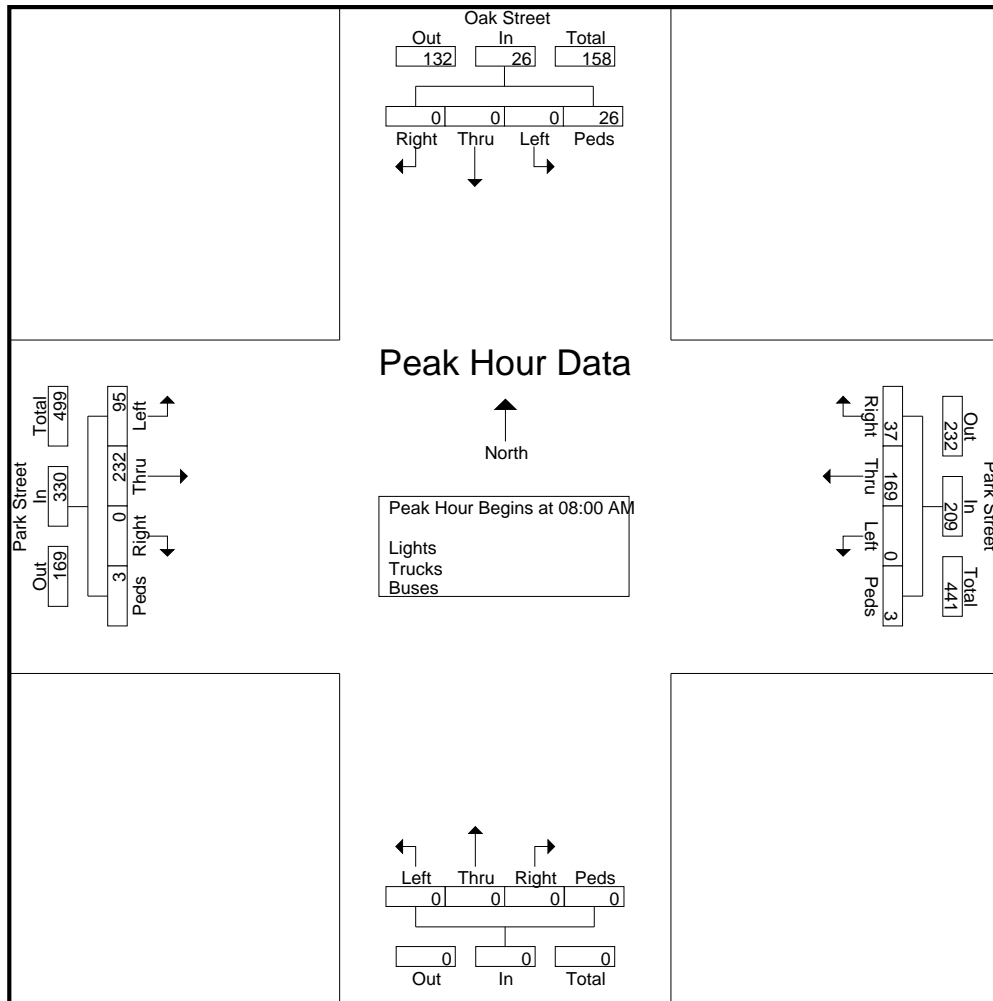 Oak Street
Out In Total
132 26 158
0 0 0 26
Right Thru Left Peds
Peak Hour Data
North
Peak Hour Begins at 08:00 AM
Lights
Trucks
Buses
Park Street
Total In Out
499 330 169
95 232 0 3
Left Thru Right Peds
Park Street
Out In Total
232 209 441
37 169 0 3
Right Thru Left Peds
Left Thru Right Peds
0 0 0 0
0 0 0
Out In Total